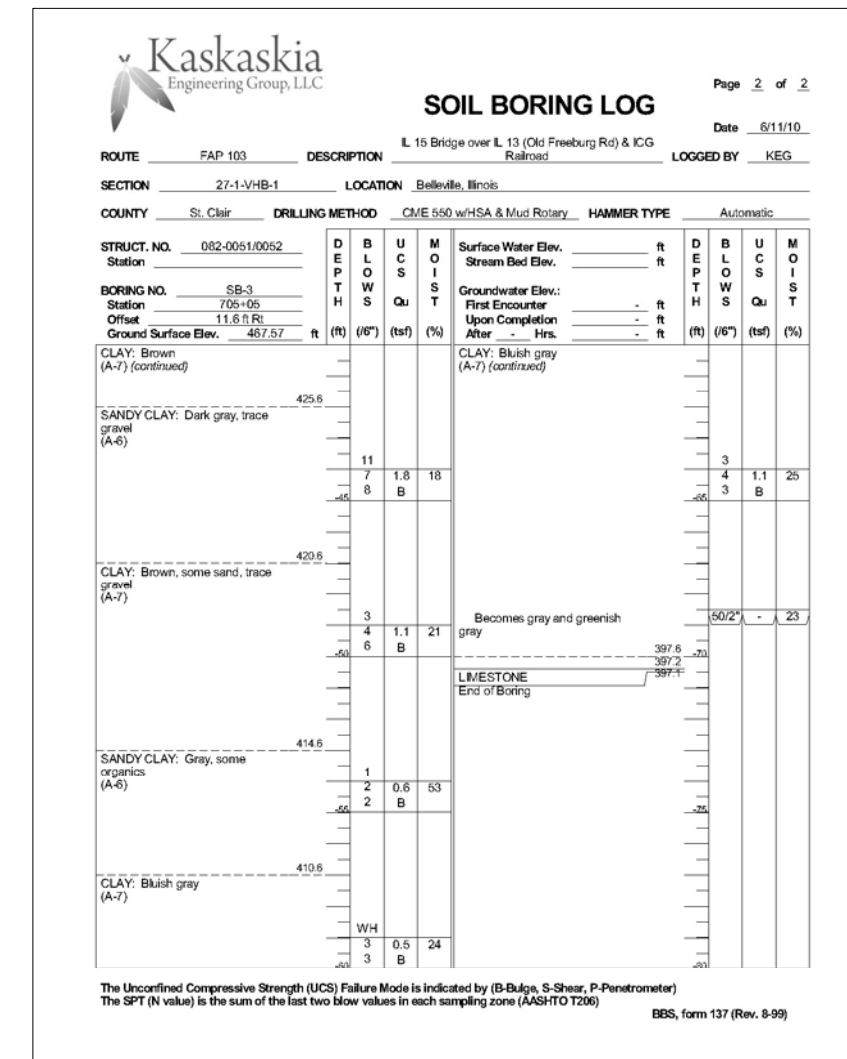 Kaskaskia
Engineering Group, LLC
SOIL BORING LOG
Page 2 of 2
Date 6/11/10
ROUTE FAP 103 DESCRIPTION IL 15 Bridge over IL 13 (Old Freeburg Rd) & ICG Railroad LOGGED BY KEG
SECTION 27-1-VHB-1 LOCATION Belleville, Illinois
COUNTY St. Clair DRILLING METHOD CME 550 w/HSA & Mud Rotary HAMMER TYPE Automatic
STRUCT. NO. 082-0051/0052
Station
BORING NO. SB-3
Station 705+05
Offset 11.6 ft Rt
Ground Surface Elev. 467.57 ft
DEPTH (ft)
BLOWS (/6")
UCS Qu (tsf)
MOIST (%)
CLAY: Brown
(A-7) (continued)
425.6
SANDY CLAY: Dark gray, trace
gravel
(A-6)
11
7 1.8 18
-45 8 B
420.6
CLAY: Brown, some sand, trace
gravel
(A-7)
3
4 1.1 21
-50 6 B
414.6
SANDY CLAY: Gray, some
organics
(A-6)
1
2 0.6 53
-55 2 B
410.6
CLAY: Bluish gray
(A-7)
WH
3 0.5 24
-60 3 B
Surface Water Elev. ft
Stream Bed Elev. ft
Groundwater Elev.:
First Encounter - ft
Upon Completion - ft
After - Hrs. - ft
DEPTH (ft)
BLOWS (/6")
UCS Qu (tsf)
MOIST (%)
CLAY: Bluish gray
(A-7) (continued)
3
4 1.1 25
-65 3 B
50/2" - 23
Becomes gray and greenish
gray
397.6
-70
397.2
LIMESTONE 397.1
End of Boring
-75
-80
The Unconfined Compressive Strength (UCS) Failure Mode is indicated by (B-Bulge, S-Shear, P-Penetrometer)
The SPT (N value) is the sum of the last two blow values in each sampling zone (AASHTO T206)
BBS, form 137 (Rev. 8-99)